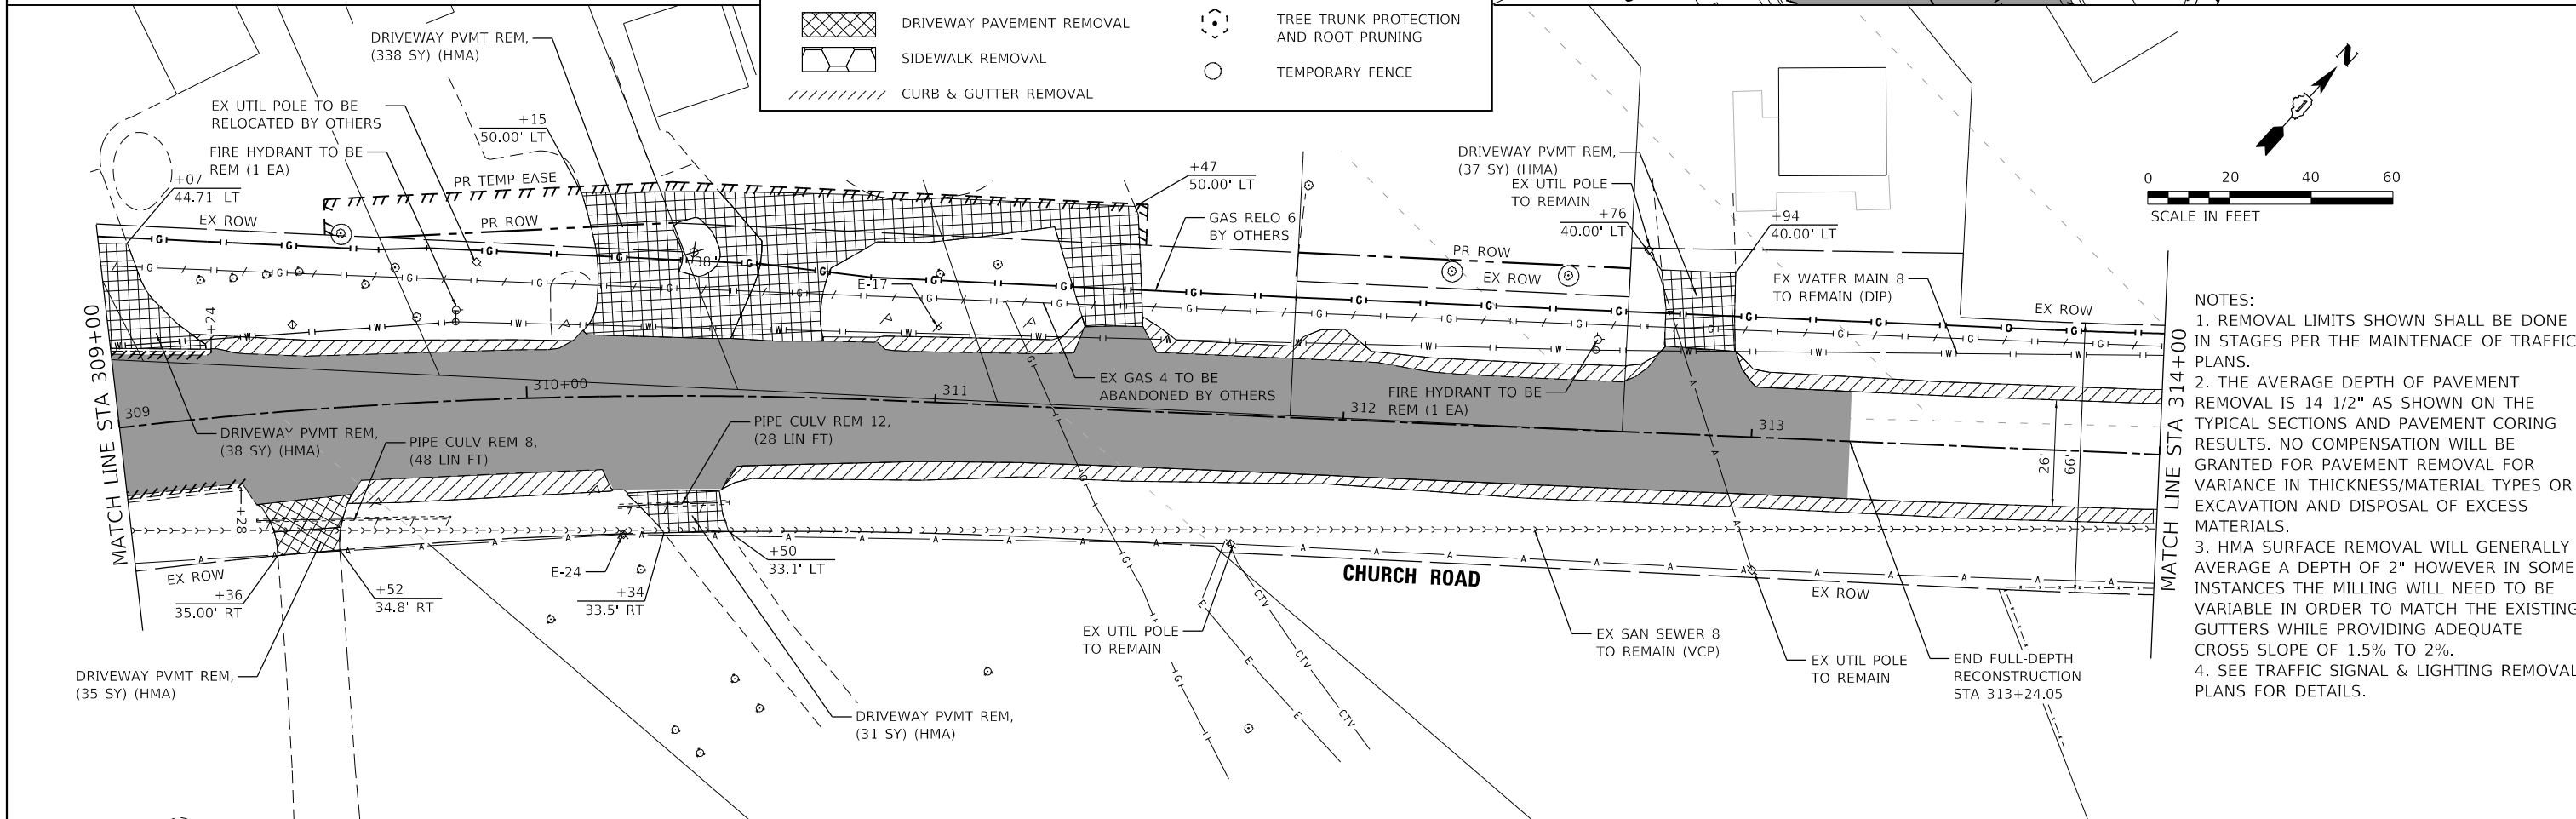 DRIVEWAY PAVEMENT REMOVAL
SIDEWALK REMOVAL
CURB & GUTTER REMOVAL
TREE TRUNK PROTECTION
AND ROOT PRUNING
TEMPORARY FENCE
DRIVEWAY PVMT REM,
(338 SY) (HMA)
EX UTIL POLE TO BE
RELOCATED BY OTHERS
FIRE HYDRANT TO BE
REM (1 EA)
+07
44.71' LT
EX ROW
+15
50.00' LT
PR TEMP EASE
PR ROW
38"
+47
50.00' LT
GAS RELO 6
BY OTHERS
E-17
DRIVEWAY PVMT REM,
(37 SY) (HMA)
EX UTIL POLE
TO REMAIN
+76
40.00' LT
+94
40.00' LT
PR ROW
EX ROW
EX WATER MAIN 8
TO REMAIN (DIP)
EX ROW
N
1
0 20 40 60
SCALE IN FEET
MATCH LINE STA 309+00
+24
309
310+00
311
312
313
DRIVEWAY PVMT REM,
(38 SY) (HMA)
PIPE CULV REM 8,
(48 LIN FT)
PIPE CULV REM 12,
(28 LIN FT)
EX GAS 4 TO BE
ABANDONED BY OTHERS
FIRE HYDRANT TO BE
REM (1 EA)
26'
66'
MATCH LINE STA 314+00
+28
EX ROW
+36
35.00' RT
+52
34.8' RT
E-24
+34
33.5' RT
+50
33.1' LT
CHURCH ROAD
EX ROW
DRIVEWAY PVMT REM,
(35 SY) (HMA)
DRIVEWAY PVMT REM,
(31 SY) (HMA)
EX UTIL POLE
TO REMAIN
E
E
E
CTV
CTV
CTV
EX SAN SEWER 8
TO REMAIN (VCP)
EX UTIL POLE
TO REMAIN
END FULL-DEPTH
RECONSTRUCTION
STA 313+24.05
NOTES:
1. REMOVAL LIMITS SHOWN SHALL BE DONE
IN STAGES PER THE MAINTENACE OF TRAFFIC
PLANS.
2. THE AVERAGE DEPTH OF PAVEMENT
REMOVAL IS 14 1/2" AS SHOWN ON THE
TYPICAL SECTIONS AND PAVEMENT CORING
RESULTS. NO COMPENSATION WILL BE
GRANTED FOR PAVEMENT REMOVAL FOR
VARIANCE IN THICKNESS/MATERIAL TYPES OR
EXCAVATION AND DISPOSAL OF EXCESS
MATERIALS.
3. HMA SURFACE REMOVAL WILL GENERALLY
AVERAGE A DEPTH OF 2" HOWEVER IN SOME
INSTANCES THE MILLING WILL NEED TO BE
VARIABLE IN ORDER TO MATCH THE EXISTING
GUTTERS WHILE PROVIDING ADEQUATE
CROSS SLOPE OF 1.5% TO 2%.
4. SEE TRAFFIC SIGNAL & LIGHTING REMOVAL
PLANS FOR DETAILS.